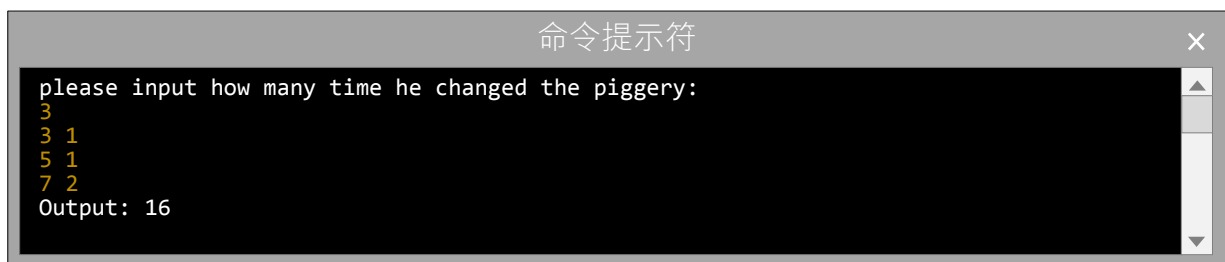 命令提示符
please input how many time he changed the piggery:
3
3 1
5 1
7 2
Output: 16